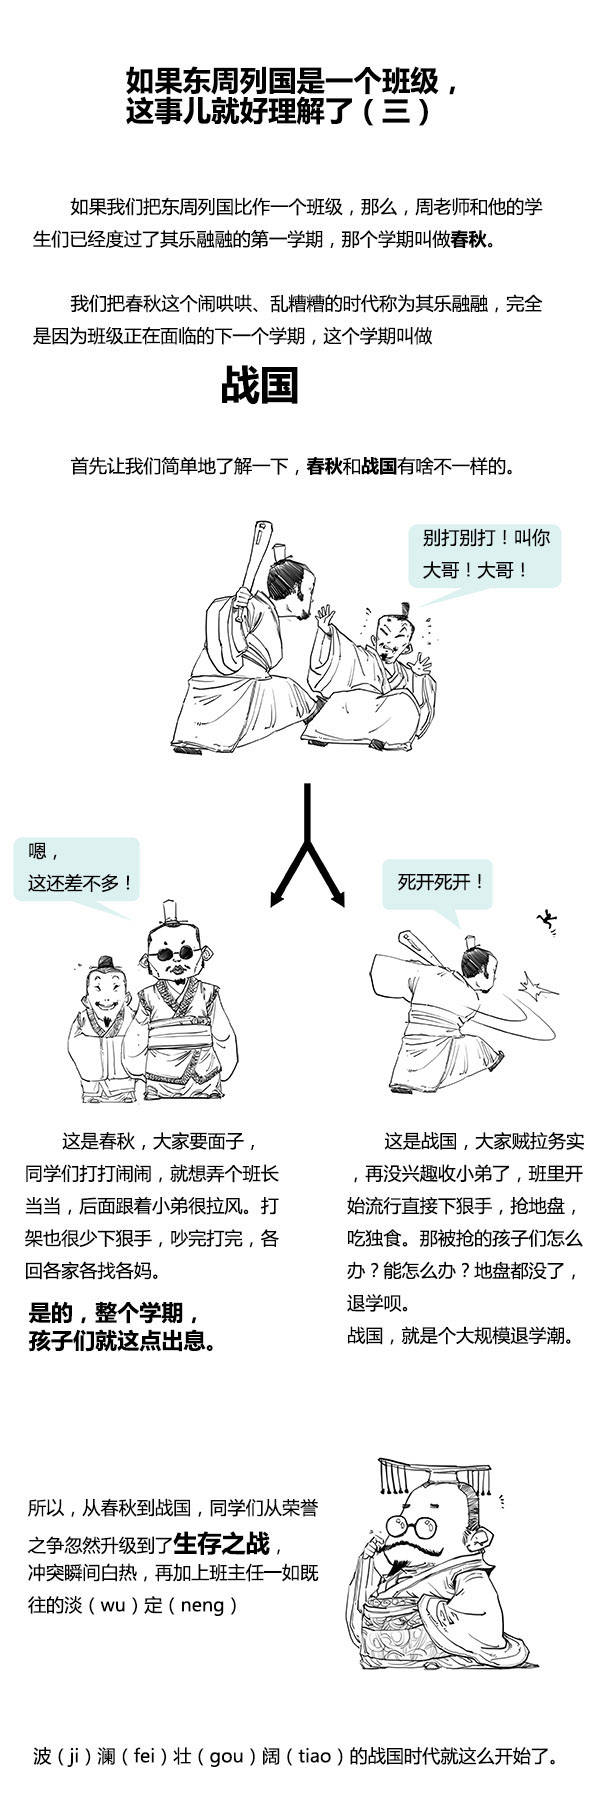 如果东周列国是一个班级，
这事儿就好理解了（三）
如果我们把东周列国比作一个班级，那么，周老师和他的学
生们已经度过了其乐融融的第一学期，那个学期叫做春秋。
我们把春秋这个闹哄哄、乱糟糟的时代称为其乐融融，完全
是因为班级正在面临的下一个学期，这个学期叫做
战国
首先让我们简单地了解一下，春秋和战国有啥不一样的。
别打别打！叫你
大哥！大哥！
嗯，
这还差不多！
死开死开！
这是春秋，大家要面子，
同学们打打闹闹，就想弄个班长
当当，后面跟着小弟很拉风。打
架也很少下狠手，吵完打完，各
回各家各找各妈。
是的，整个学期，
孩子们就这点出息。
这是战国，大家贼拉务实
，再没兴趣收小弟了，班里开
始流行直接下狠手，抢地盘，
吃独食。那被抢的孩子们怎么
办？能怎么办？地盘都没了，
退学呗。
战国，就是个大规模退学潮。
所以，从春秋到战国，同学们从荣誉
之争忽然升级到了生存之战，
冲突瞬间白热，再加上班主任一如既
往的淡（wu）定（neng）
波（ji）澜（fei）壮（gou）阔（tiao）的战国时代就这么开始了。